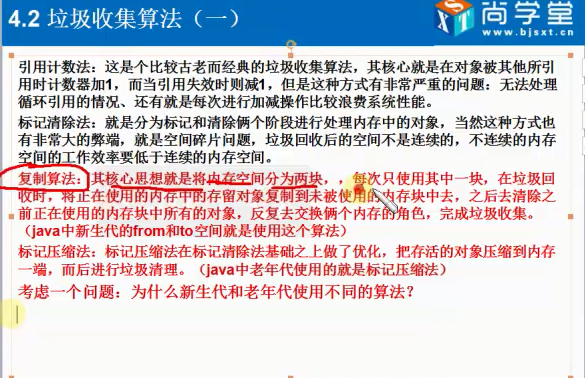 4.2 垃圾收集算法（一）
尚学堂
www.bjsxt.cn
引用计数法：这是个比较古老而经典的垃圾收集算法，其核心就是在对象被其他所引
用时计数器加1，而当引用失效时则减1，但是这种方式有非常严重的问题：无法处理
循环引用的情况、还有就是每次进行加减操作比较浪费系统性能。
标记清除法：就是分为标记和清除两个阶段进行处理内存中的对象，当然这种方式也
有非常大的弊端，就是空间碎片问题，垃圾回收后的空间不是连续的，不连续的内存
空间的工作效率要低于连续的内存空间。
复制算法：其核心思想就是将内存空间分为两块，，每次只使用其中一块，在垃圾回
收时，将正在使用的内存中的存留对象复制到未被使用的内存块中去，之后去清除之
前正在使用的内存块中所有的对象，反复去交换俩个内存的角色，完成垃圾收集。
（java中新生代的from和to空间就是使用这个算法）
标记压缩法：标记压缩法在标记清除法基础之上做了优化，把存活的对象压缩到内存
一端，而后进行垃圾清理。（java中老年代使用的就是标记压缩法）
考虑一个问题：为什么新生代和老年代使用不同的算法？